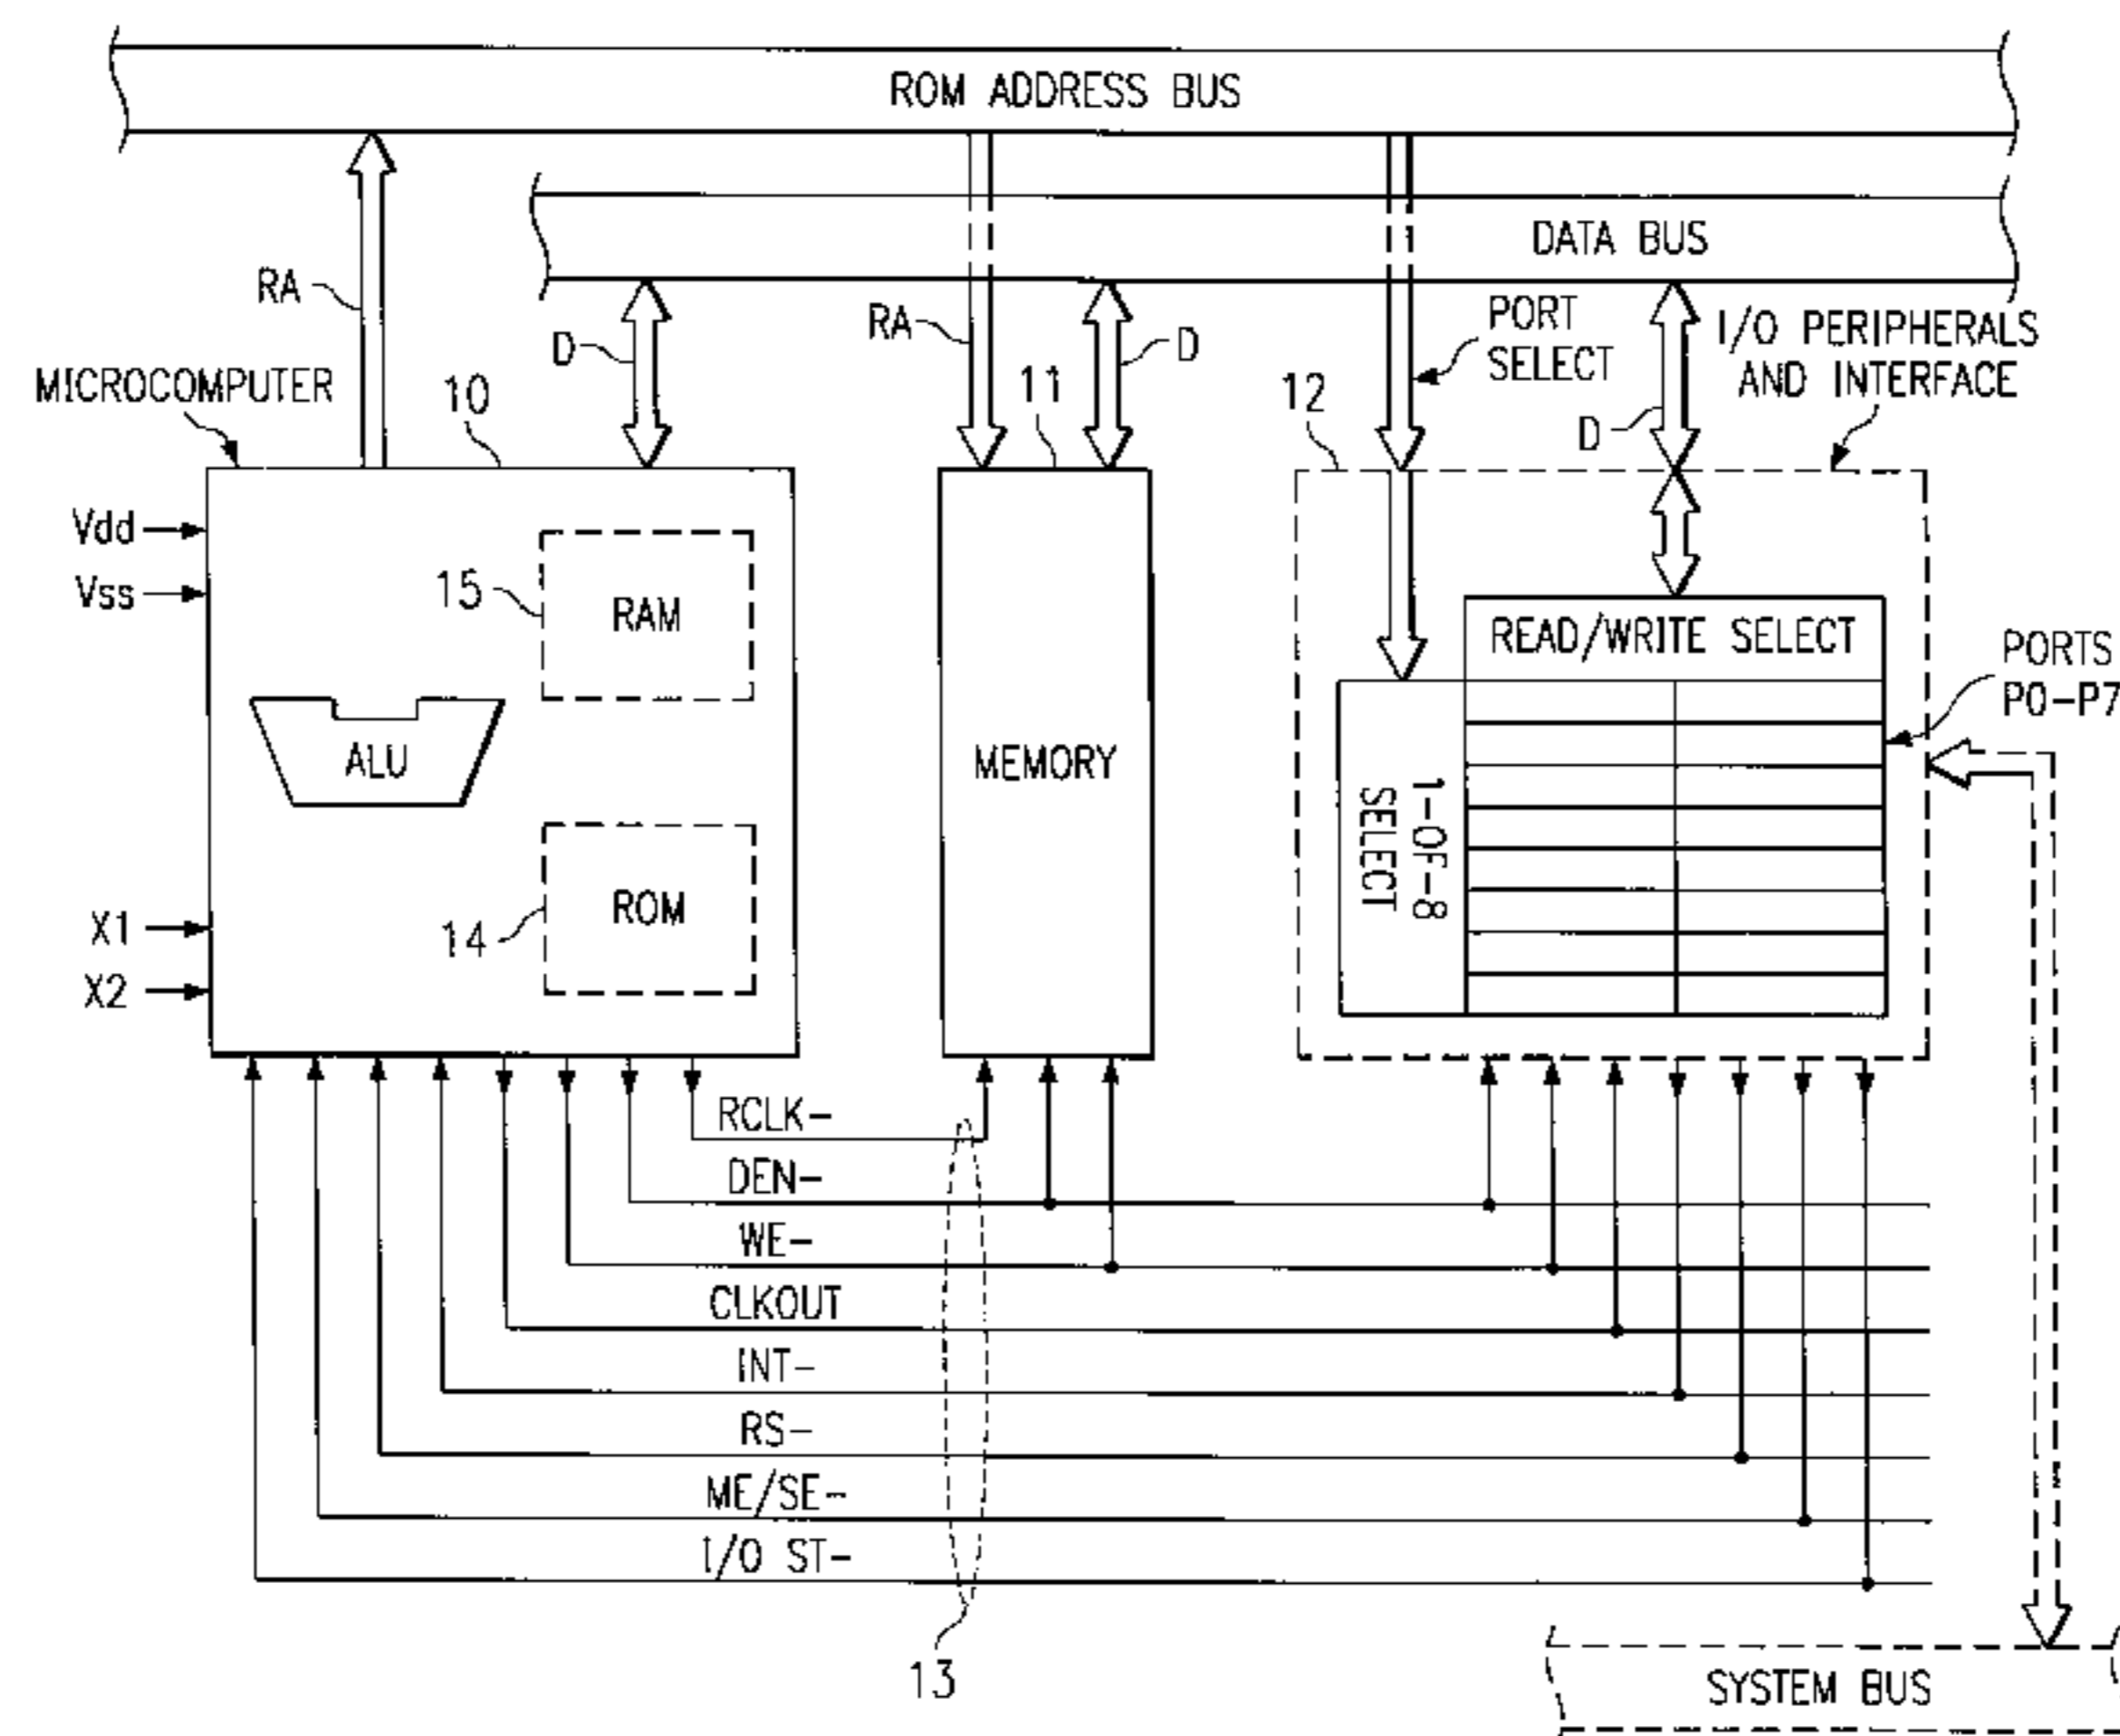 ROM ADDRESS BUS
DATA BUS
RA
D
RA
D
PORT
SELECT
I/O PERIPHERALS
AND INTERFACE
D
MICROCOMPUTER
10
11
12
Vdd
Vss
15
RAM
READ/WRITE SELECT
PORTS
P0-P7
ALU
MEMORY
1-OF-8
SELECT
X1
14
ROM
X2
RCLK-
DEN-
WE-
CLKOUT
INT-
RS-
ME/SE-
I/O ST-
13
SYSTEM BUS